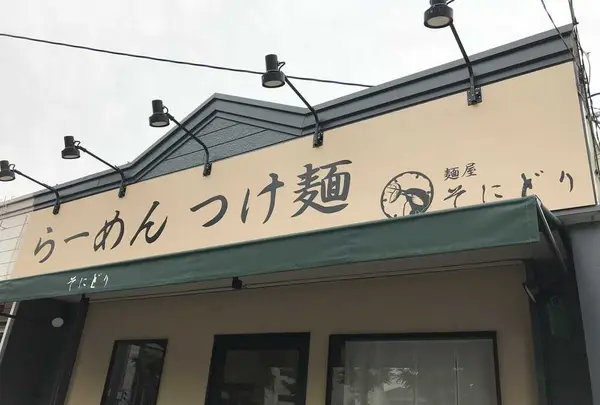 らーめん つけ麺
麺屋
そにどり
そにどり